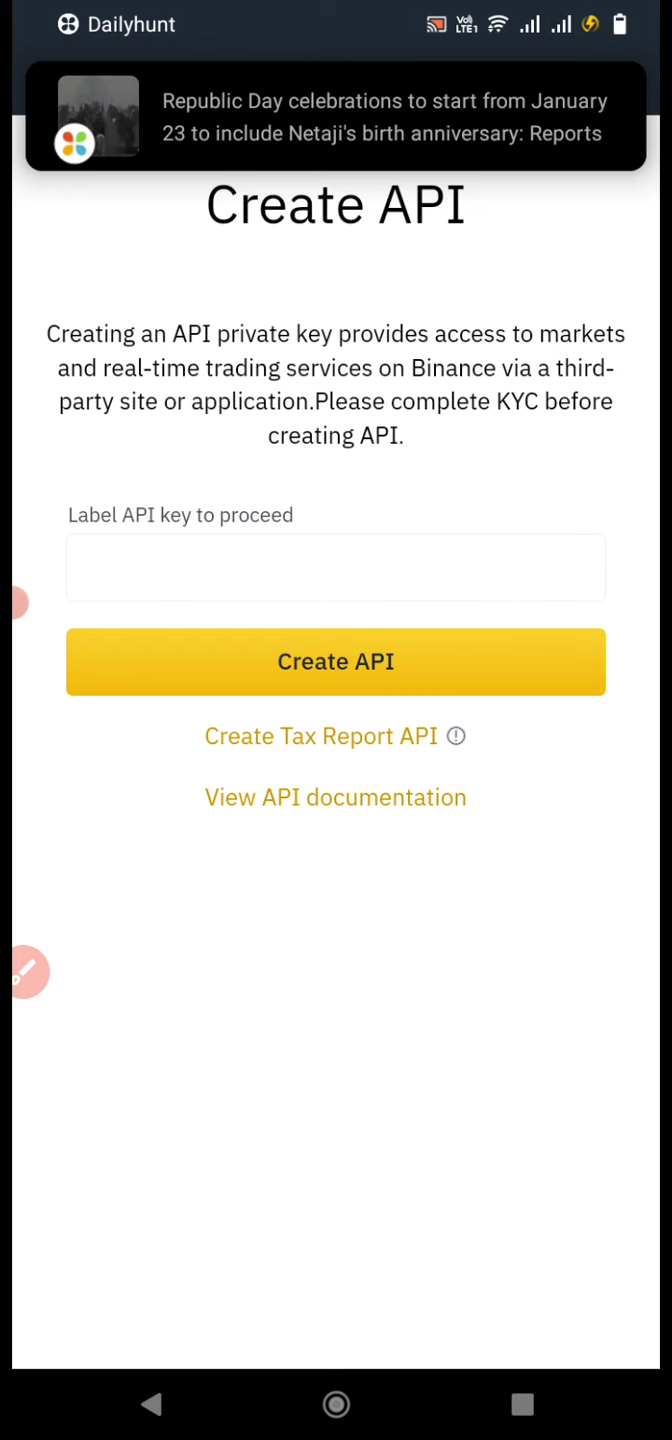 Dailyhunt
Vo) LTE1
Republic Day celebrations to start from January
23 to include Netaji's birth anniversary: Reports
Create API
Creating an API private key provides access to markets
and real-time trading services on Binance via a third-
party site or application.Please complete KYC before
creating API.
Label API key to proceed
Create API
Create Tax Report API
View API documentation